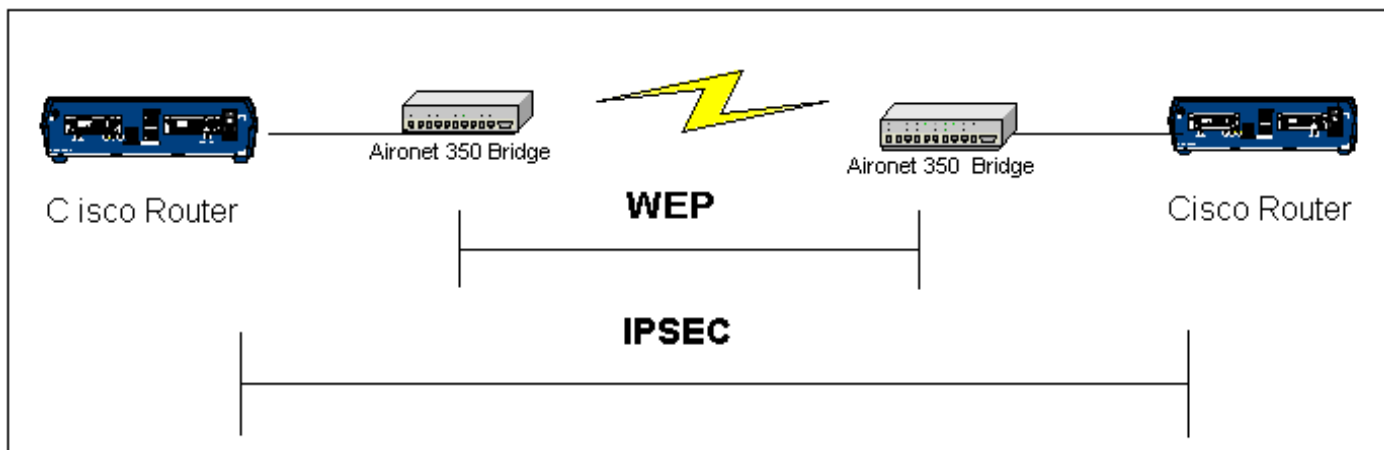 Aironet 350 Bridge
Aironet 350 Bridge
C isco Router
WEP
Cisco Router
IPSEC